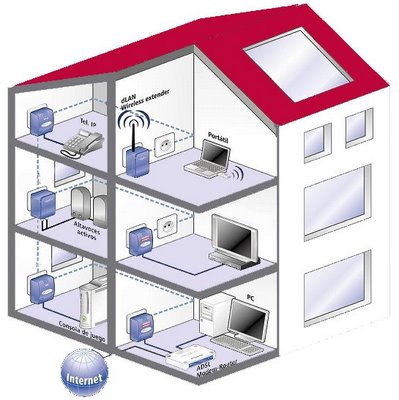 dLAN
Wireless extender
Tel. IP
Portátil
Altavoces
activos
PC
Consola de juego
ADSL
Modem, Router
Internet